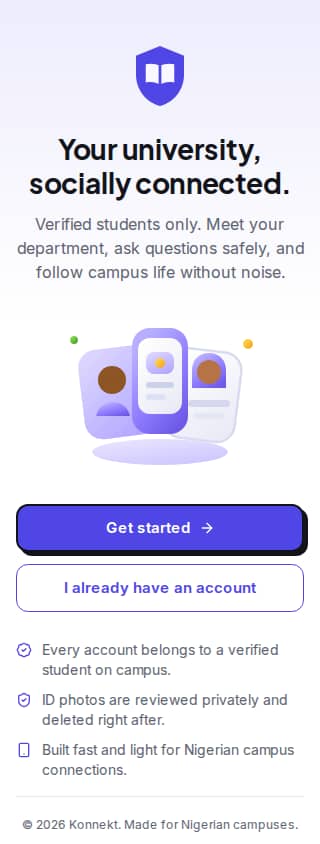 Your university,
socially connected.
Verified students only. Meet your
department, ask questions safely, and
follow campus life without noise.
Get started →
I already have an account
Every account belongs to a verified
student on campus.
ID photos are reviewed privately and
deleted right after.
Built fast and light for Nigerian campus
connections.
© 2026 Konnekt. Made for Nigerian campuses.